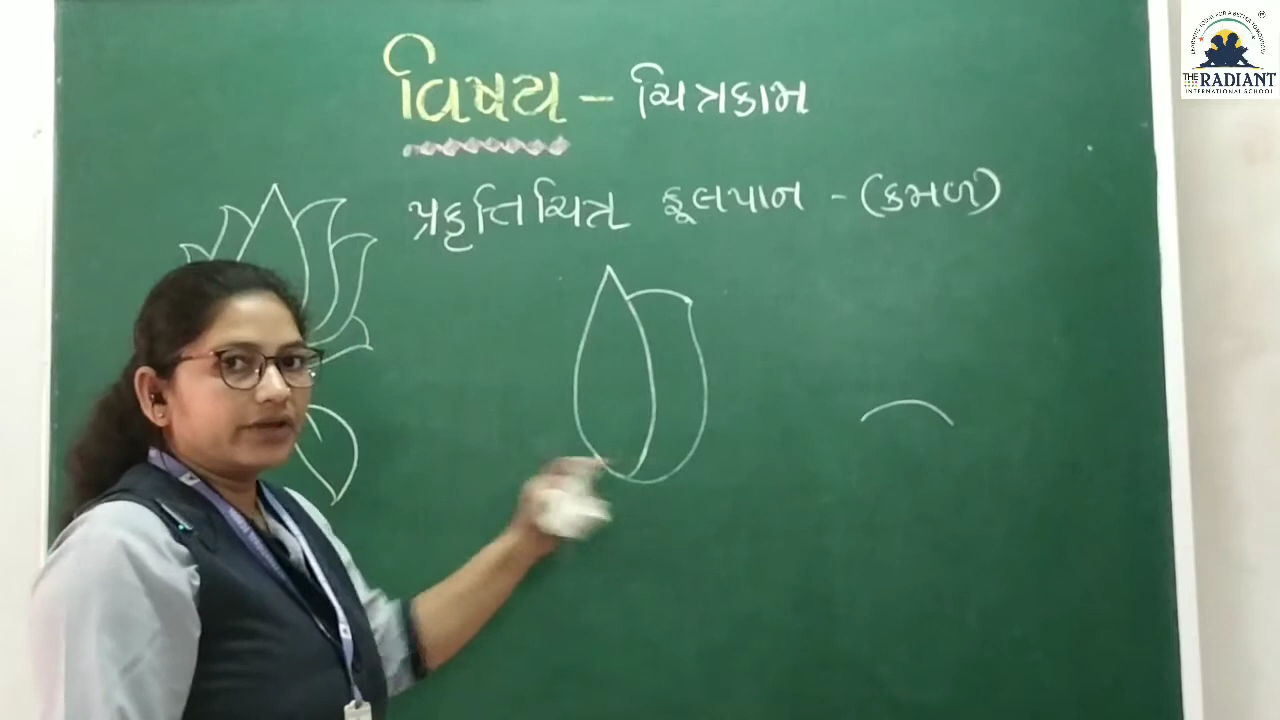 વિષય - ચિત્રકામ
પ્રકૃતિચિત્ર ફૂલપાન - (કમળ)
THE RADIANT
INTERNATIONAL SCHOOL